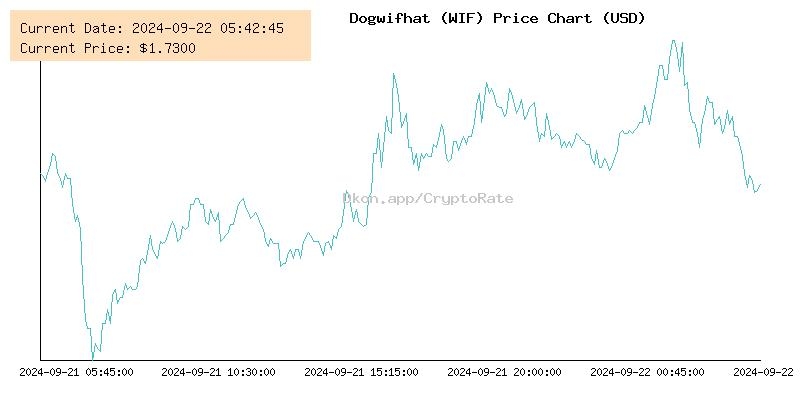 Dogwifhat (WIF) Price Chart (USD)
Current Date: 2024-09-22 05:42:45
Current Price: $1.7300
Dkon.app/CryptoRate
2024-09-21 05:45:00 2024-09-21 10:30:00 2024-09-21 15:15:00 2024-09-21 20:00:00 2024-09-22 00:45:00 2024-09-22